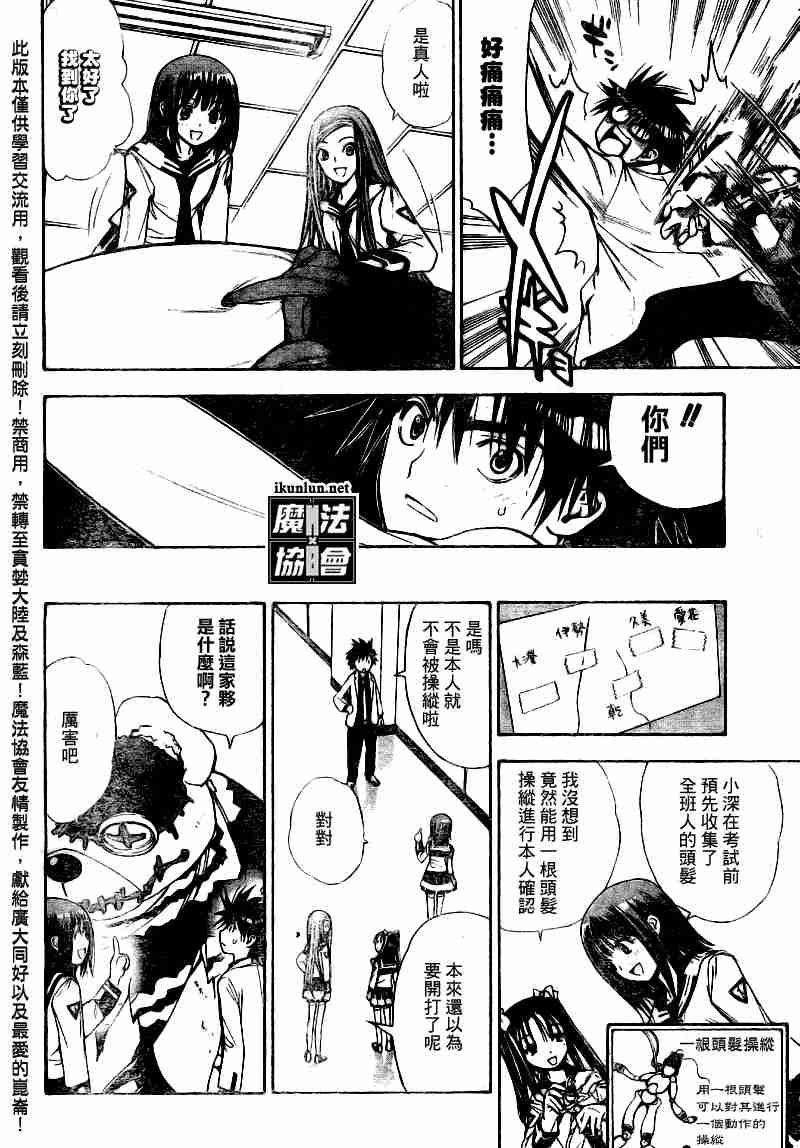 好痛痛痛…
是真人啦
太好了
找到你了
!!
你們
ikunlun.net
魔法
協會
愛花
久美
伊勢
乾
小深在考試前
預先收集了
全班人的頭髮
我沒想到
竟然能用一根頭髮
操縱進行本人確認
一根頭髮操縱
用一根頭髮
可以對其進行
一個動作的
操縱
是嗎
不是本人就
不會被操縱啦
對對
本來還以為
要開打了呢
話說這家夥
是什麼啊？
厲害吧
此版本僅供學習交流用，觀看後請立刻刪除！禁商用，禁轉至貪婪大陸及森藍！魔法協會友情製作，獻給廣大同好以及最愛的崑崙！